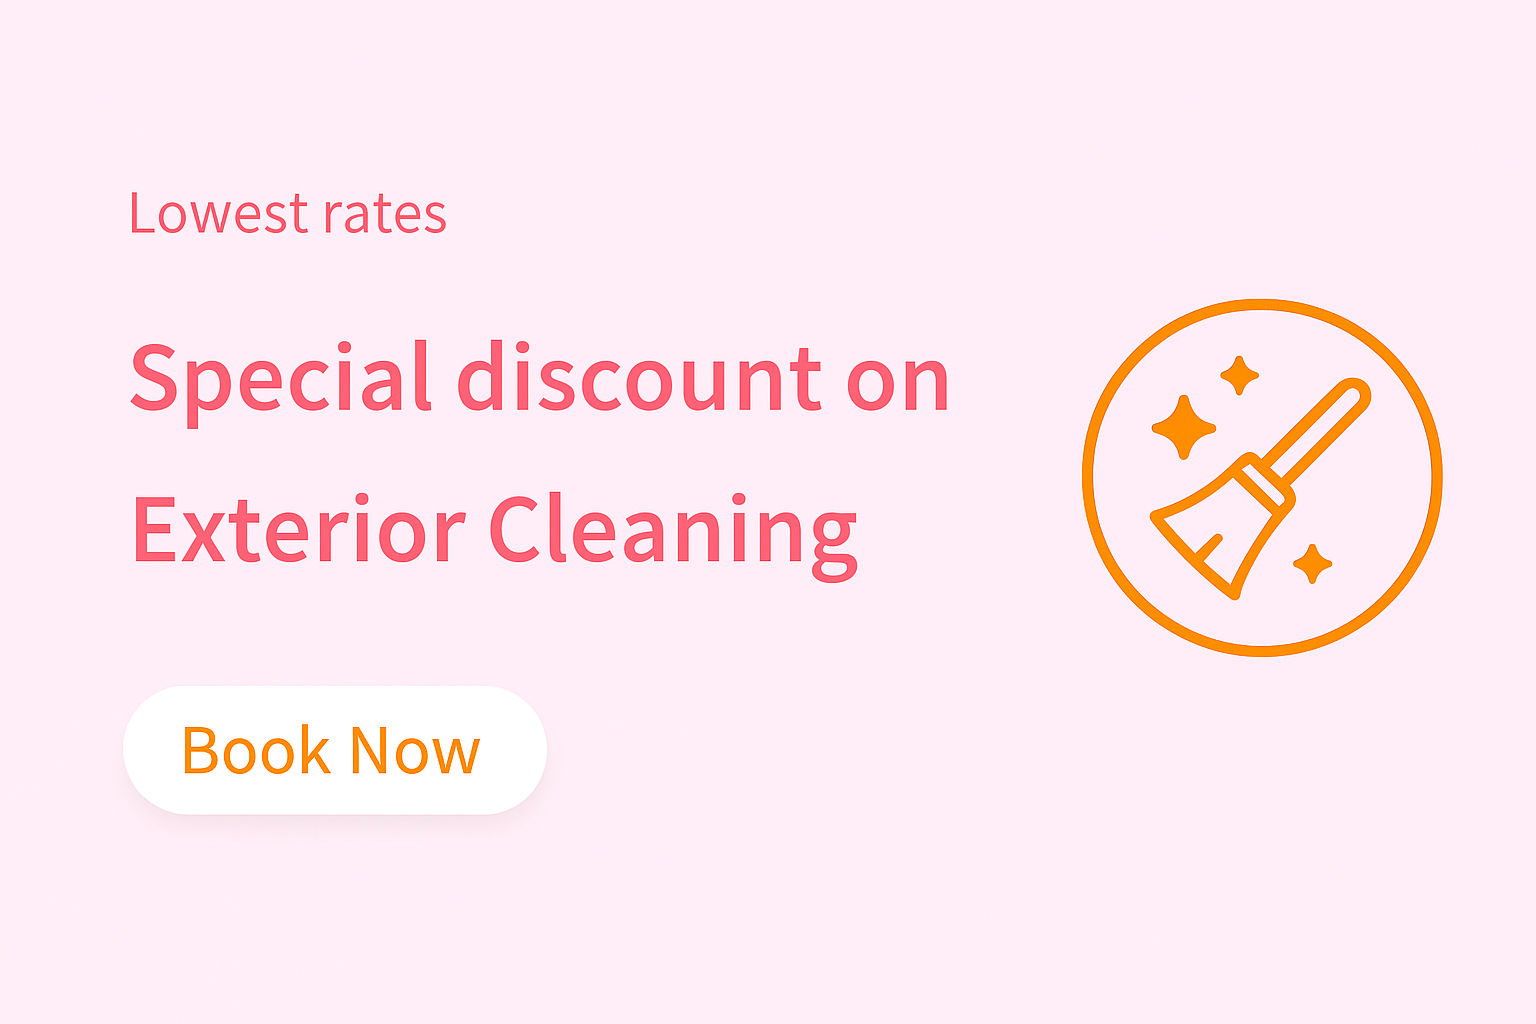 Lowest rates
Special discount on
Exterior Cleaning
Book Now